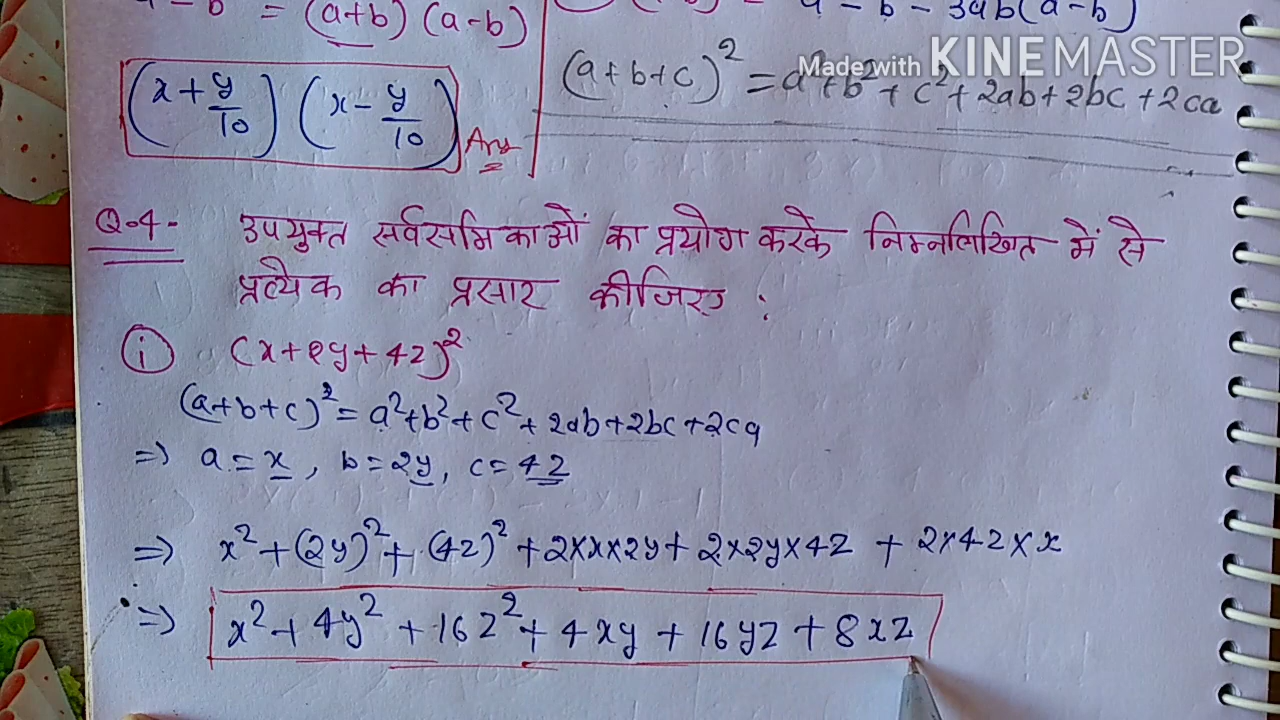 = (a+b) (a-b)
(x + y/10) (x - y/10) Ans
- b - 3ab(a-b)
Made with KINEMASTER
(a+b+c)² = a²+b²+c²+2ab+2bc+2ca
Q.4- उपयुक्त सर्वसमिकाओं का प्रयोग करके निम्नलिखित में से
प्रत्येक का प्रसार कीजिए :
(i) (x+2y+4z)²
(a+b+c)² = a²+b²+c²+2ab+2bc+2ca
=> a = x, b = 2y, c = 4z
=> x²+(2y)²+(4z)²+2×x×2y+2×2y×4z+2×4z×x
=> x²+4y²+16z²+4xy+16yz+8xz